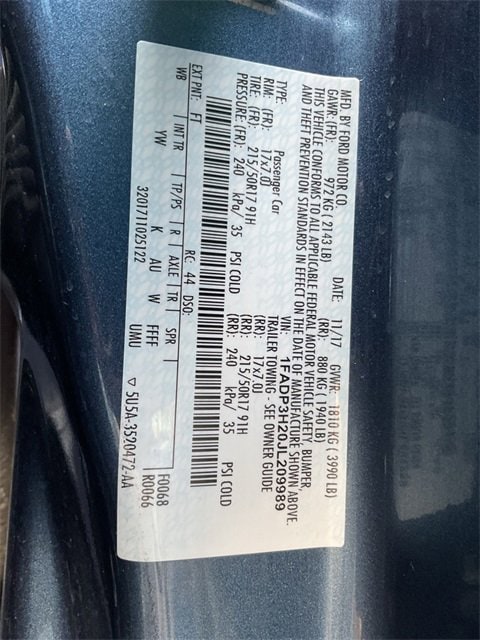 MFD. BY FORD MOTOR CO.
DATE: 11/17 GVWR: 1810 KG ( 3990 LB)
GAWR: (FR): 972 KG ( 2143 LB) (RR): 880 KG ( 1940 LB)
THIS VEHICLE CONFORMS TO ALL APPLICABLE FEDERAL MOTOR VEHICLE SAFETY, BUMPER,
AND THEFT PREVENTION STANDARDS IN EFFECT ON THE DATE OF MANUFACTURE SHOWN ABOVE.
VIN: 1FADP3H20JL209989
TYPE: Passenger Car TRAILER TOWING - SEE OWNER GUIDE
RIM: (FR): 17x7.0J (RR): 17x7.0J
TIRE: (FR): 215/50R17 91H (RR): 215/50R17 91H
PRESSURE: (FR): 240 kPa/ 35 PSI COLD (RR): 240 kPa/ 35 PSI COLD
EXT PNT: FT RC: 44 DSO: F0068
WB INT TR TP/PS R AXLE TR SPR R0066
YW K AU W FFFF UMU
3201711025122 ▽ 5U5A-3520472-AA